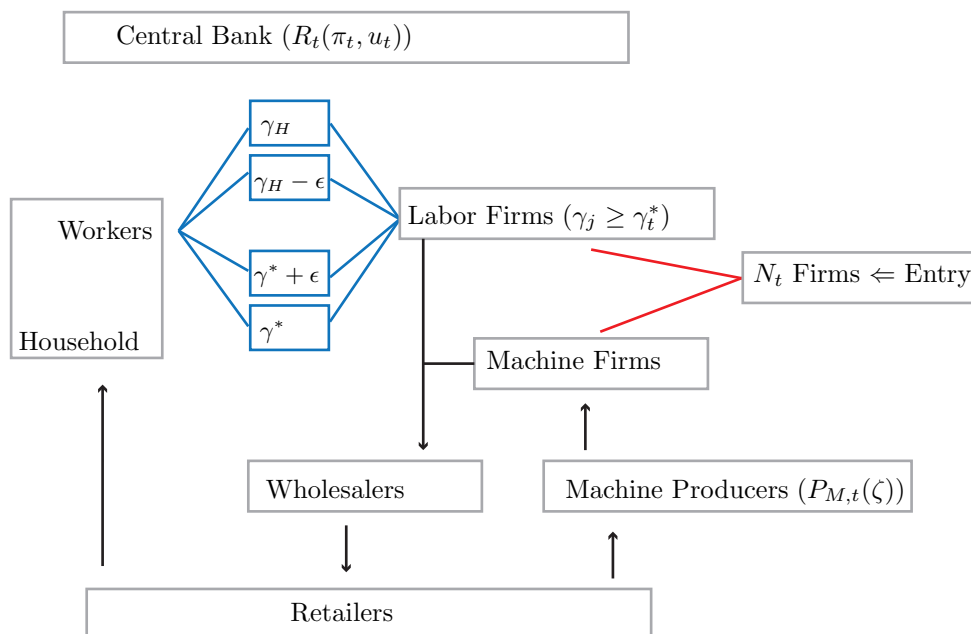 Central Bank (R_t(π_t, u_t))
γ_H
γ_H − ϵ
Labor Firms (γ_j ≥ γ_t^*)
Workers
γ^* + ϵ
N_t Firms ⇐ Entry
γ^*
Household
Machine Firms
Wholesalers
Machine Producers (P_{M,t}(ζ))
Retailers